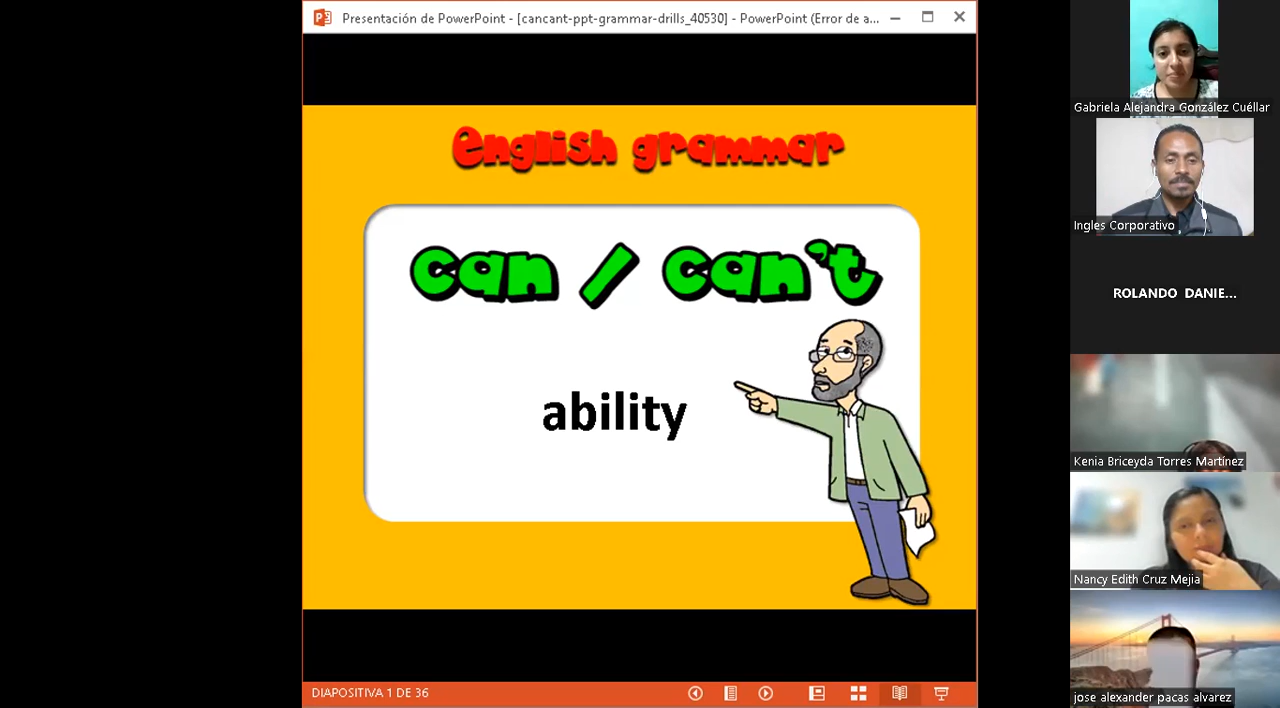 Presentación de PowerPoint - [cancant-ppt-grammar-drills_40530] - PowerPoint (Error de a...
English grammar
can / can't
ability
DIAPOSITIVA 1 DE 36
Gabriela Alejandra González Cuéllar
Ingles Corporativo
ROLANDO DANIE...
Kenia Briceyda Torres Martínez
Nancy Edith Cruz Mejia
jose alexander pacas alvarez